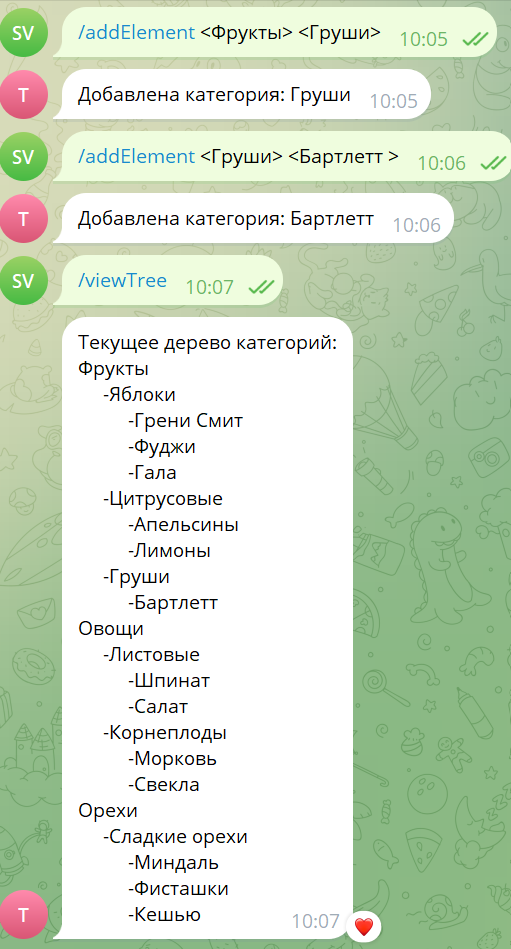 SV
/addElement <Фрукты> <Груши> 10:05
T
Добавлена категория: Груши 10:05
SV
/addElement <Груши> <Бартлетт > 10:06
T
Добавлена категория: Бартлетт 10:06
SV
/viewTree 10:07
Текущее дерево категорий:
Фрукты
-Яблоки
-Грени Смит
-Фуджи
-Гала
-Цитрусовые
-Апельсины
-Лимоны
-Груши
-Бартлетт
Овощи
-Листовые
-Шпинат
-Салат
-Корнеплоды
-Морковь
-Свекла
Орехи
-Сладкие орехи
-Миндаль
-Фисташки
-Кешью
10:07
T